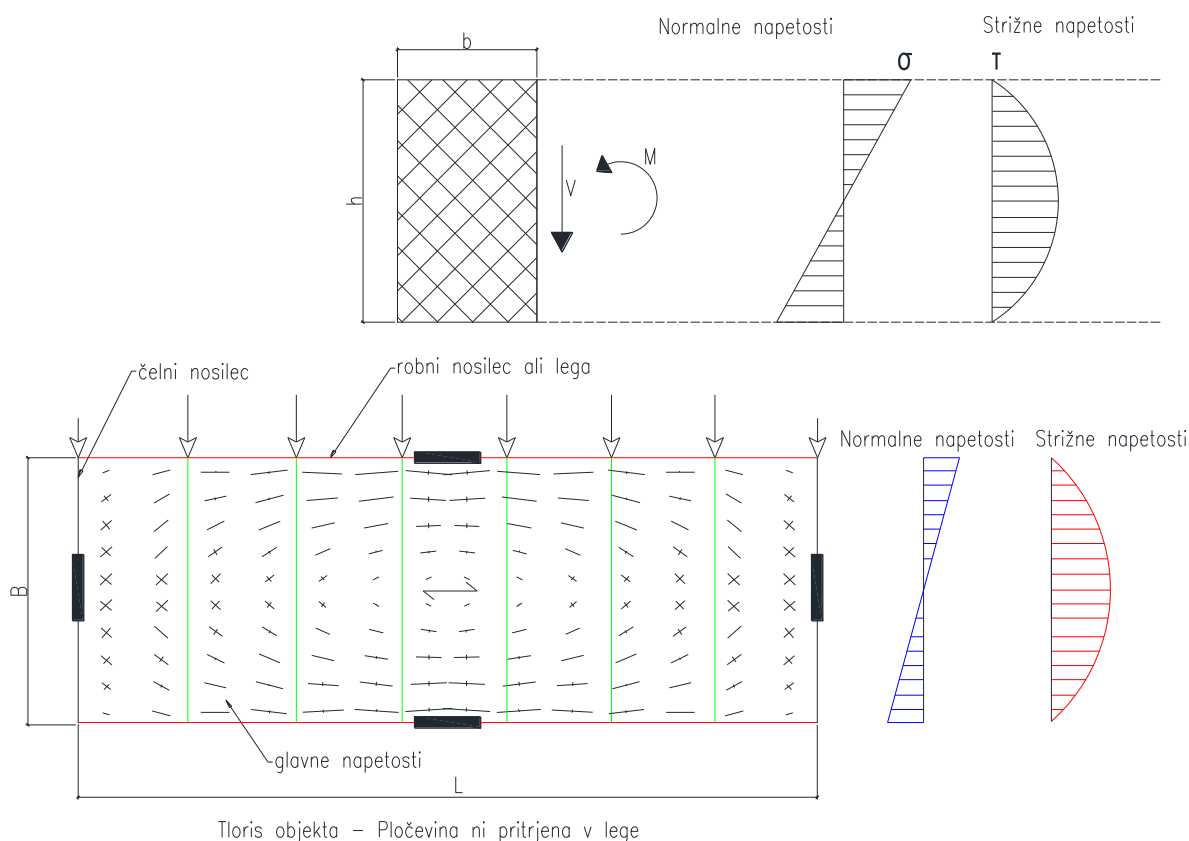 Normalne napetosti
Strižne napetosti
b
σ
τ
h
V
M
čelni nosilec
robni nosilec ali lega
Normalne napetosti
Strižne napetosti
B
glavne napetosti
L
Tloris objekta – Pločevina ni pritrjena v lege